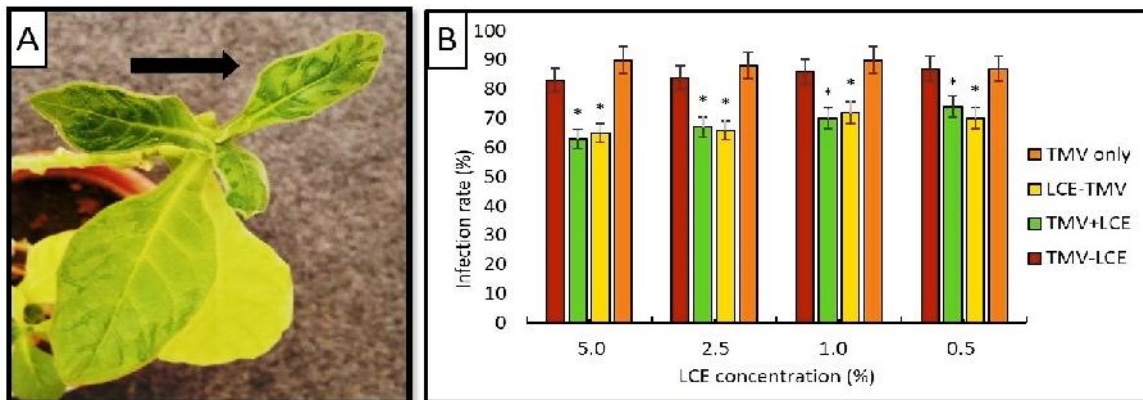 A
B
100
90
80
70
60
50
40
30
20
10
0
Infection rate (%)
* * * * + * + *
5.0 2.5 1.0 0.5
LCE concentration (%)
TMV only
LCE-TMV
TMV+LCE
TMV-LCE